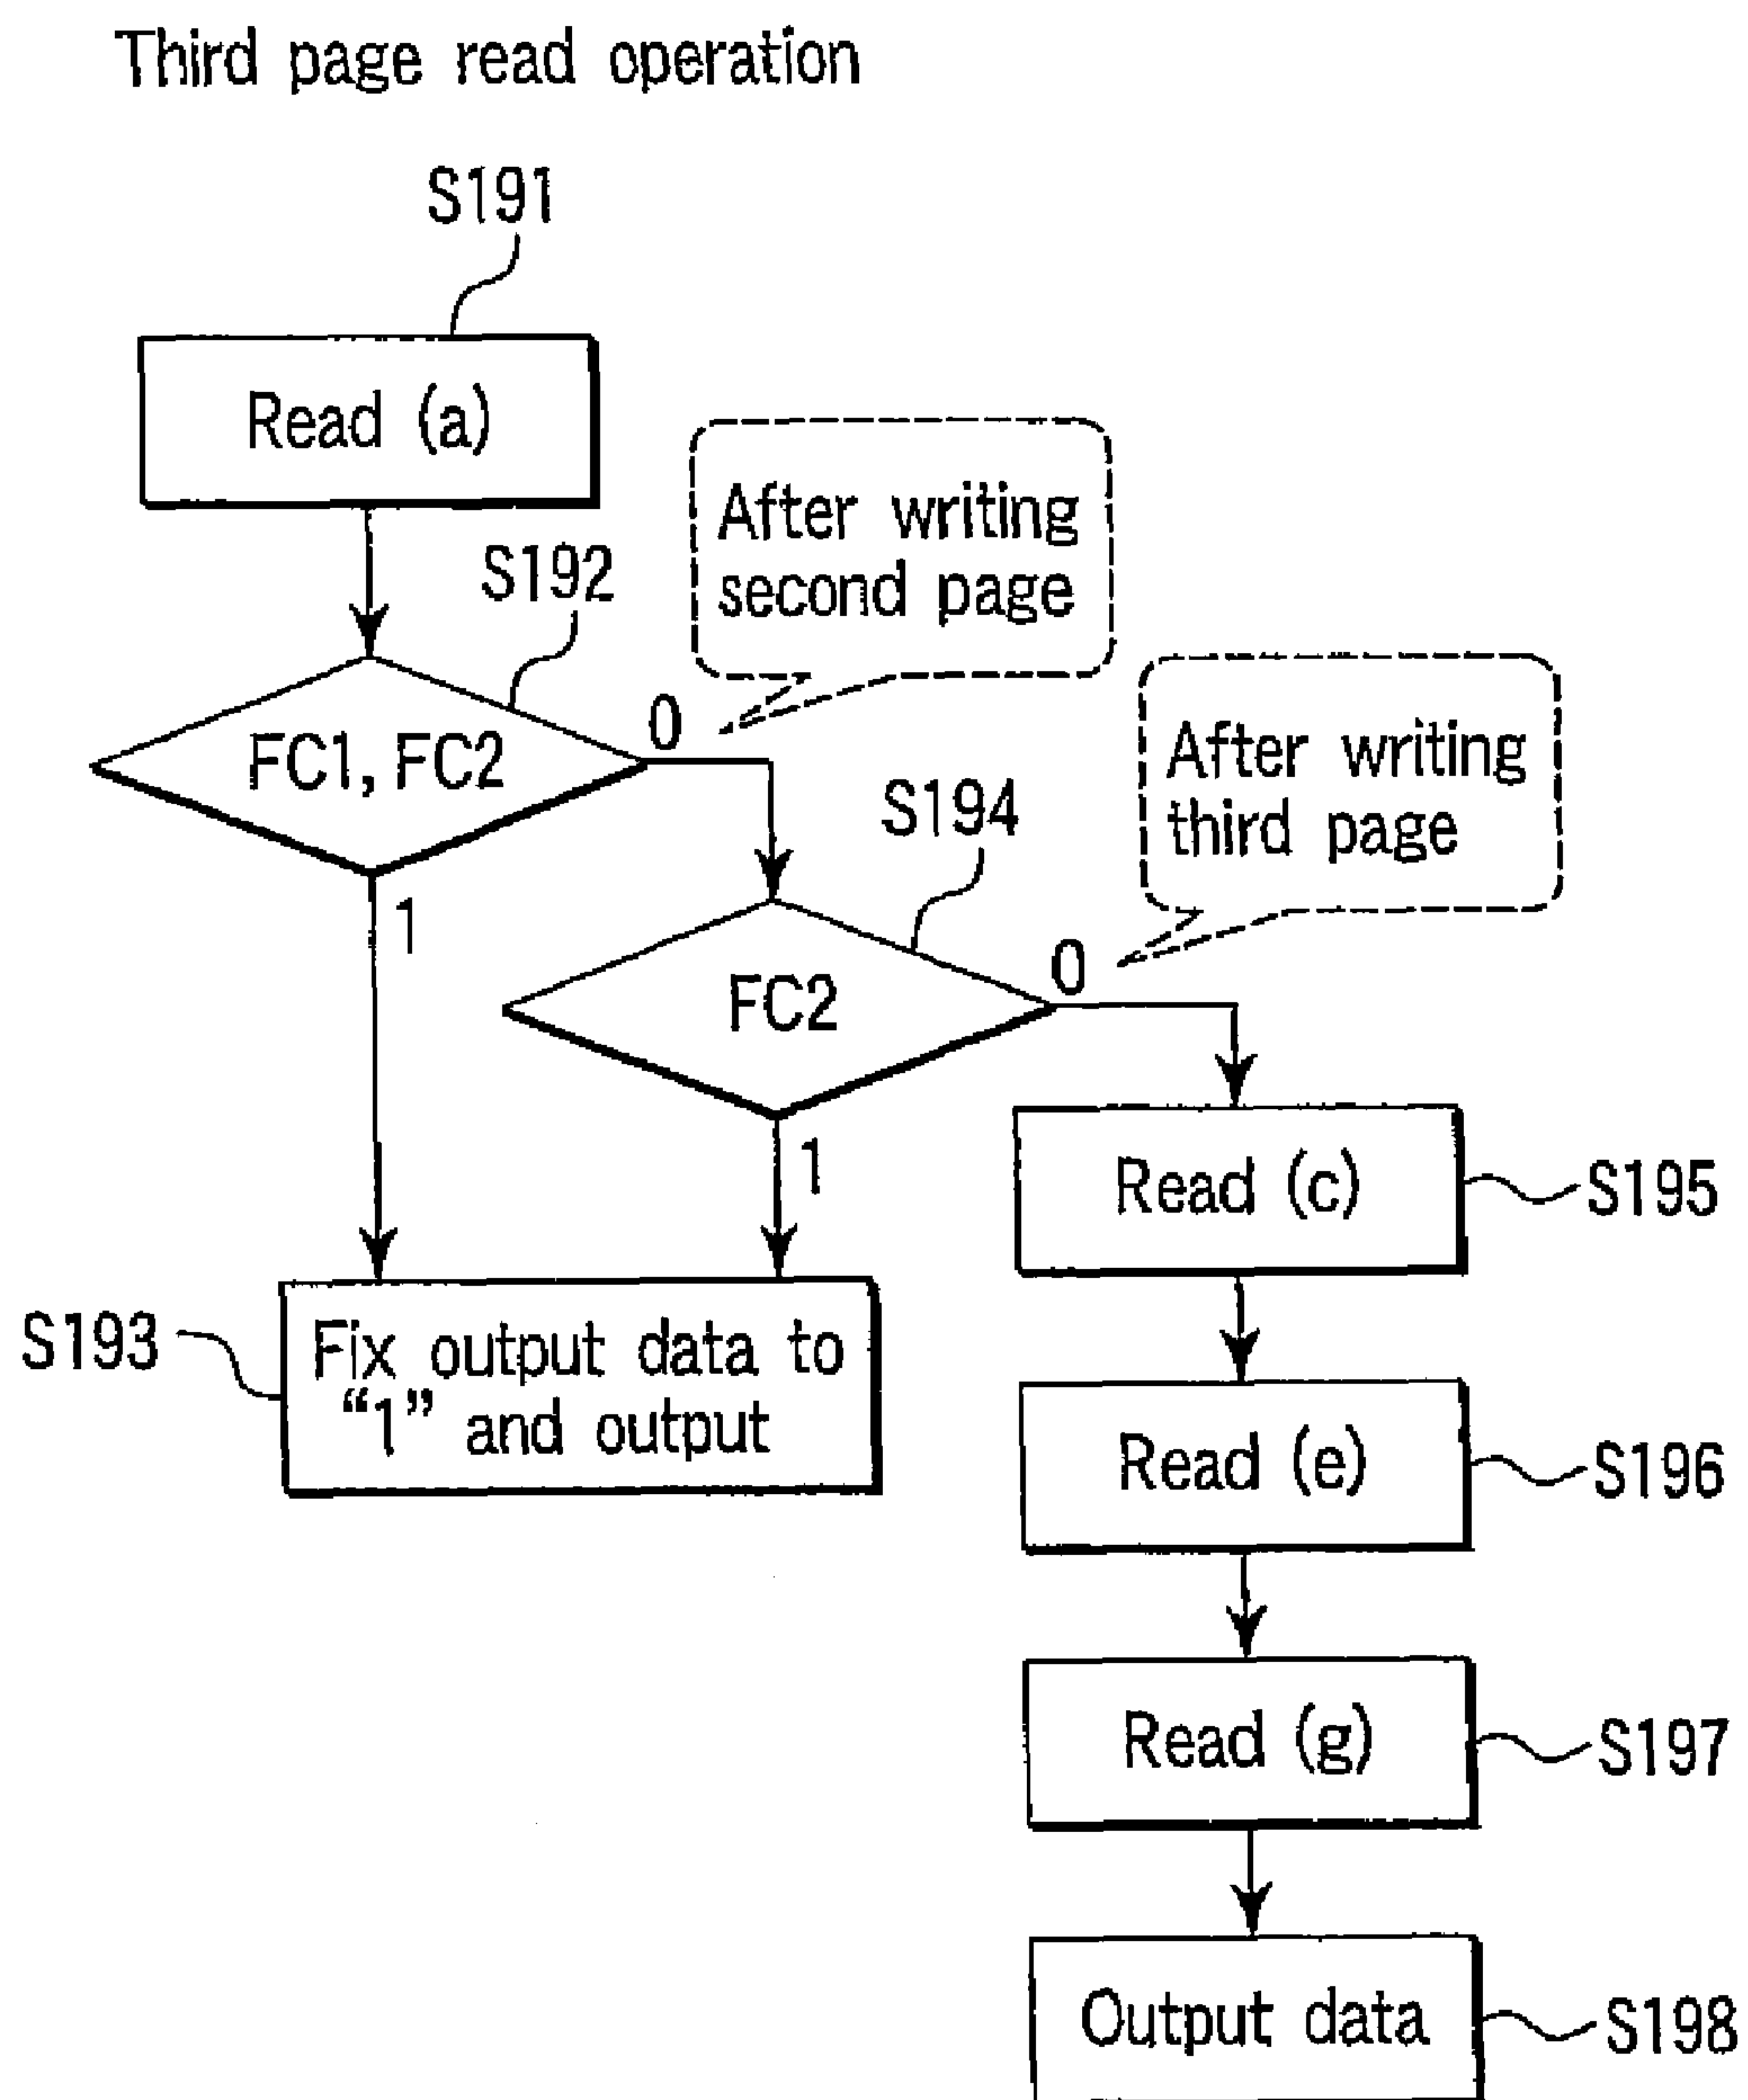 Third page read operation
S191
Read (a)
After writing
second page
S192
0
FC1, FC2
1
After writing
third page
S194
0
FC2
1
Read (c)
S195
S193
Fix output data to
“1” and output
Read (e)
S196
Read (g)
S197
Output data
S198